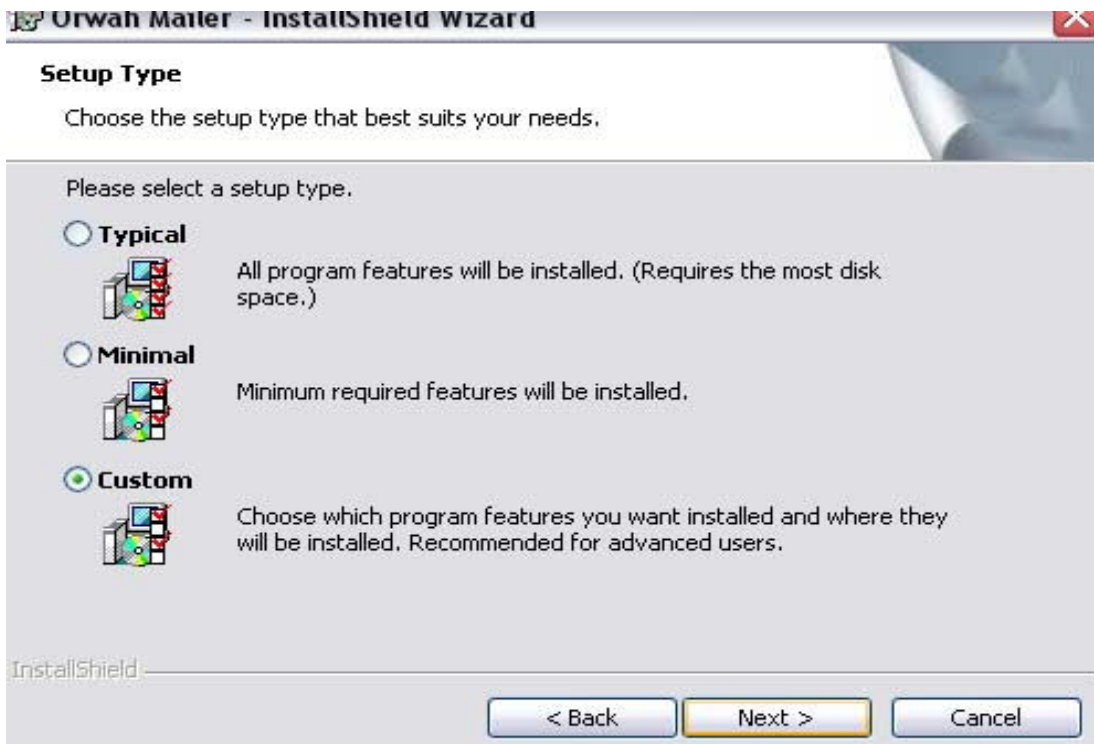 Orwah Mailer - InstallShield Wizard
Setup Type
Choose the setup type that best suits your needs.
Please select a setup type.
Typical
All program features will be installed. (Requires the most disk
space.)
Minimal
Minimum required features will be installed.
Custom
Choose which program features you want installed and where they
will be installed. Recommended for advanced users.
InstallShield
< Back
Next >
Cancel